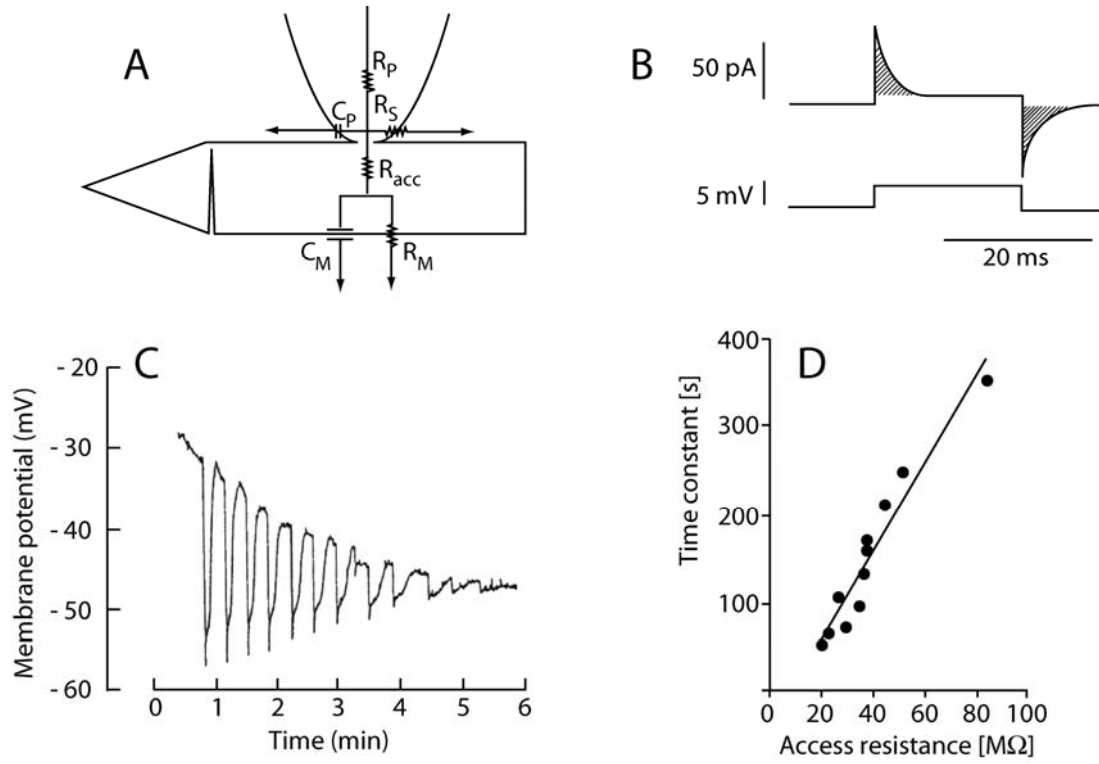 A
R_P
C_P
R_S
R_acc
C_M
R_M
B
50 pA
5 mV
20 ms
C
Membrane potential (mV)
- 20
- 30
- 40
- 50
- 60
0 1 2 3 4 5 6
Time (min)
D
Time constant [s]
400
300
200
100
0 20 40 60 80 100
Access resistance [MΩ]